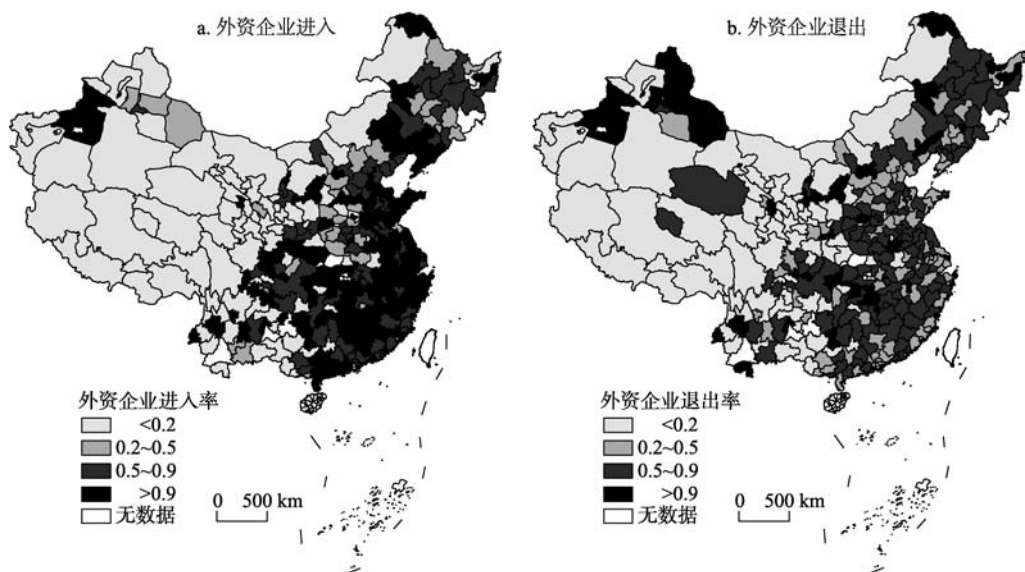 a. 外资企业进入
外资企业进入率
<0.2
0.2~0.5
0.5~0.9
>0.9
无数据
0 500 km
b. 外资企业退出
外资企业退出率
<0.2
0.2~0.5
0.5~0.9
>0.9
无数据
0 500 km